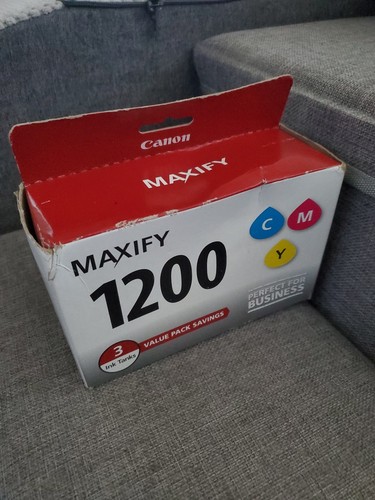 Canon
MAXIFY
MAXIFY
1200
C
M
Y
PERFECT FOR
BUSINESS
3
Ink Tanks
VALUE PACK SAVINGS